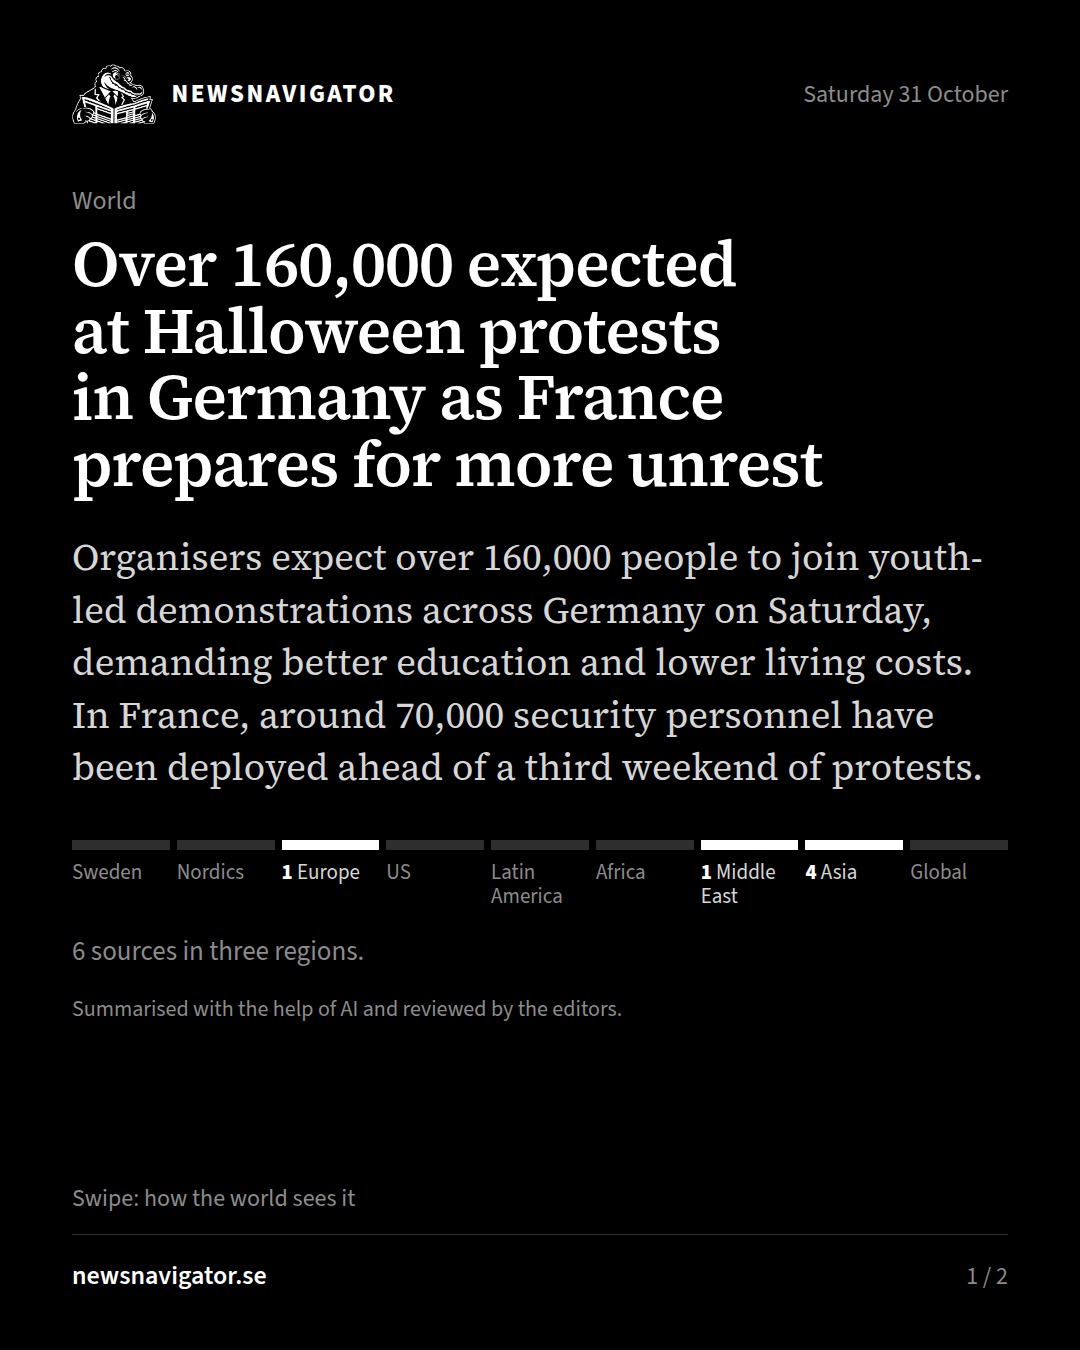 NEWSNAVIGATOR
Saturday 31 October
World
Over 160,000 expected
at Halloween protests
in Germany as France
prepares for more unrest
Organisers expect over 160,000 people to join youth-
led demonstrations across Germany on Saturday,
demanding better education and lower living costs.
In France, around 70,000 security personnel have
been deployed ahead of a third weekend of protests.
Sweden
Nordics
1 Europe
US
Latin
America
Africa
1 Middle
East
4 Asia
Global
6 sources in three regions.
Summarised with the help of AI and reviewed by the editors.
Swipe: how the world sees it
newsnavigator.se
1 / 2